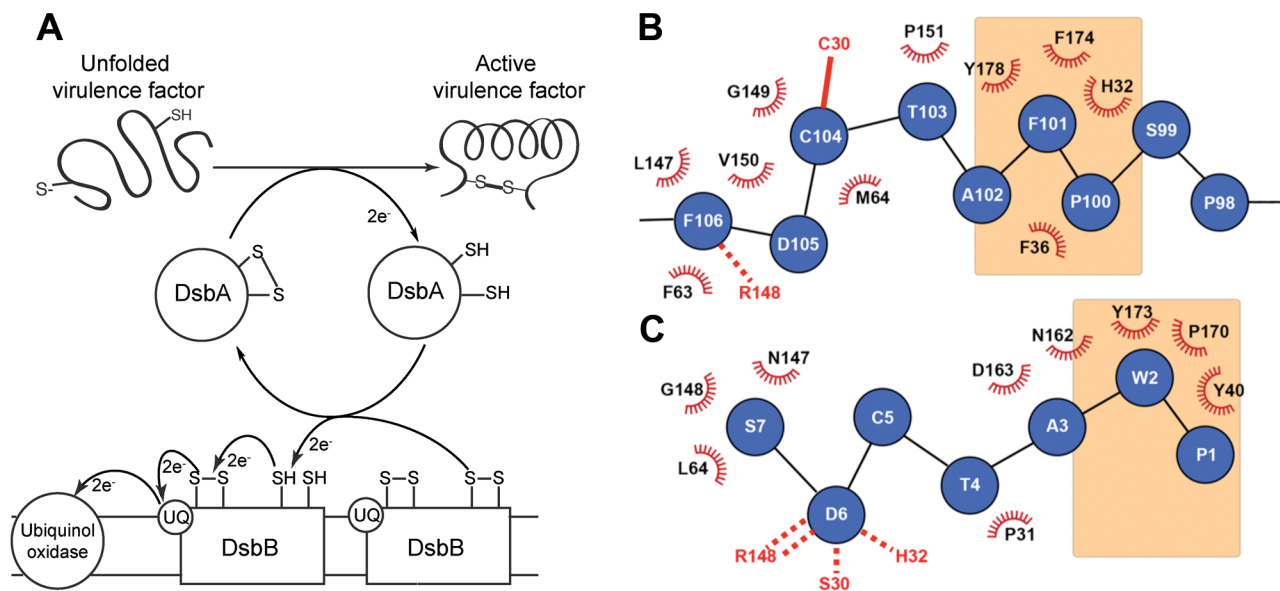 A
Unfolded
virulence factor
Active
virulence factor
SH
S-
S S
2e-
DsbA
S
S
DsbA
SH
SH
2e-
2e-
2e-
2e-
S S
SH SH
S S
S S
Ubiquinol
oxidase
UQ
DsbB
UQ
DsbB
B
C30
P151
F174
Y178
H32
G149
T103
F101
S99
C104
L147
V150
M64
A102
P100
P98
F106
D105
F36
F63
R148
C
N162
Y173
P170
N147
D163
Y40
G148
W2
S7
C5
A3
P1
L64
T4
D6
P31
R148
H32
S30